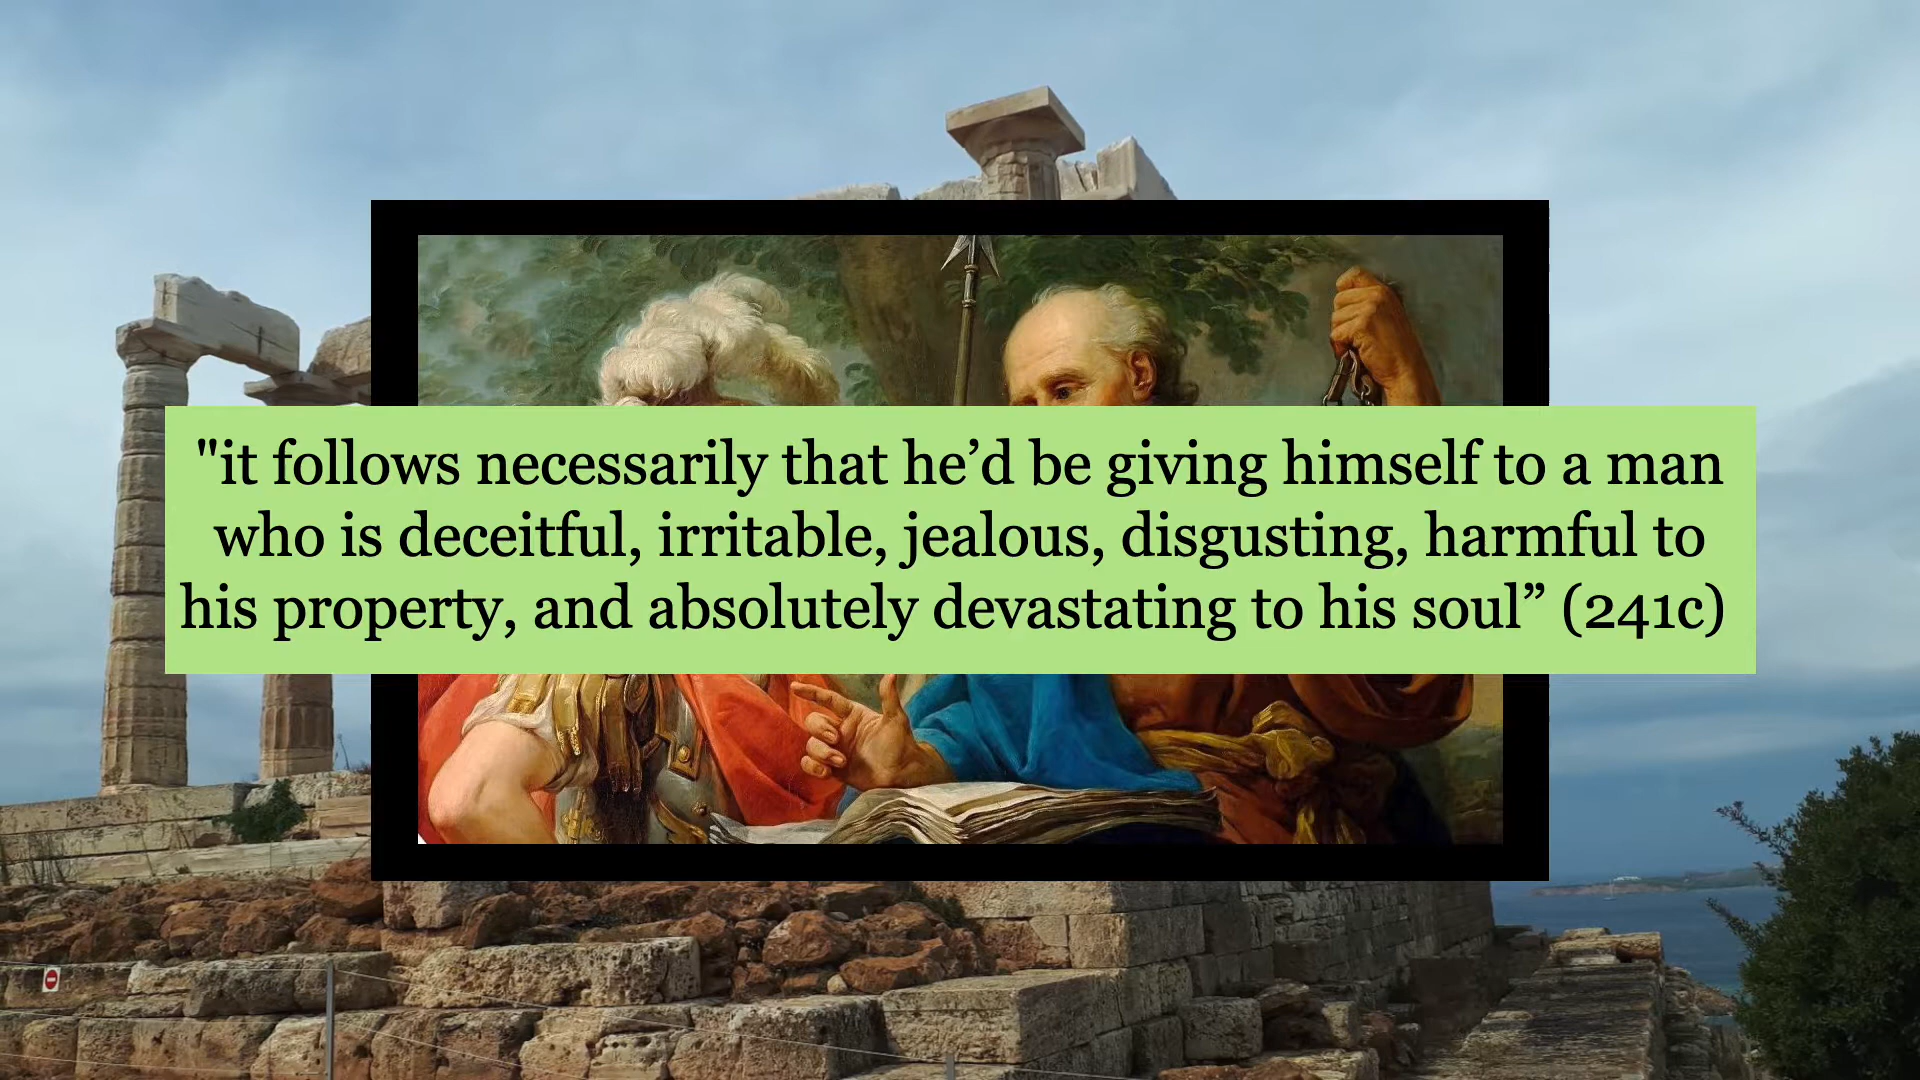 "it follows necessarily that he’d be giving himself to a man
who is deceitful, irritable, jealous, disgusting, harmful to
his property, and absolutely devastating to his soul” (241c)